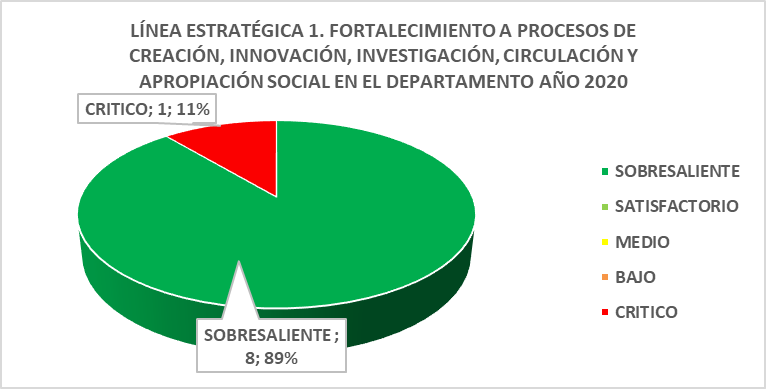 LÍNEA ESTRATÉGICA 1. FORTALECIMIENTO A PROCESOS DE
CREACIÓN, INNOVACIÓN, INVESTIGACIÓN, CIRCULACIÓN Y
APROPIACIÓN SOCIAL EN EL DEPARTAMENTO AÑO 2020
CRITICO; 1; 11%
SOBRESALIENTE
SATISFACTORIO
MEDIO
BAJO
CRITICO
SOBRESALIENTE ;
8; 89%